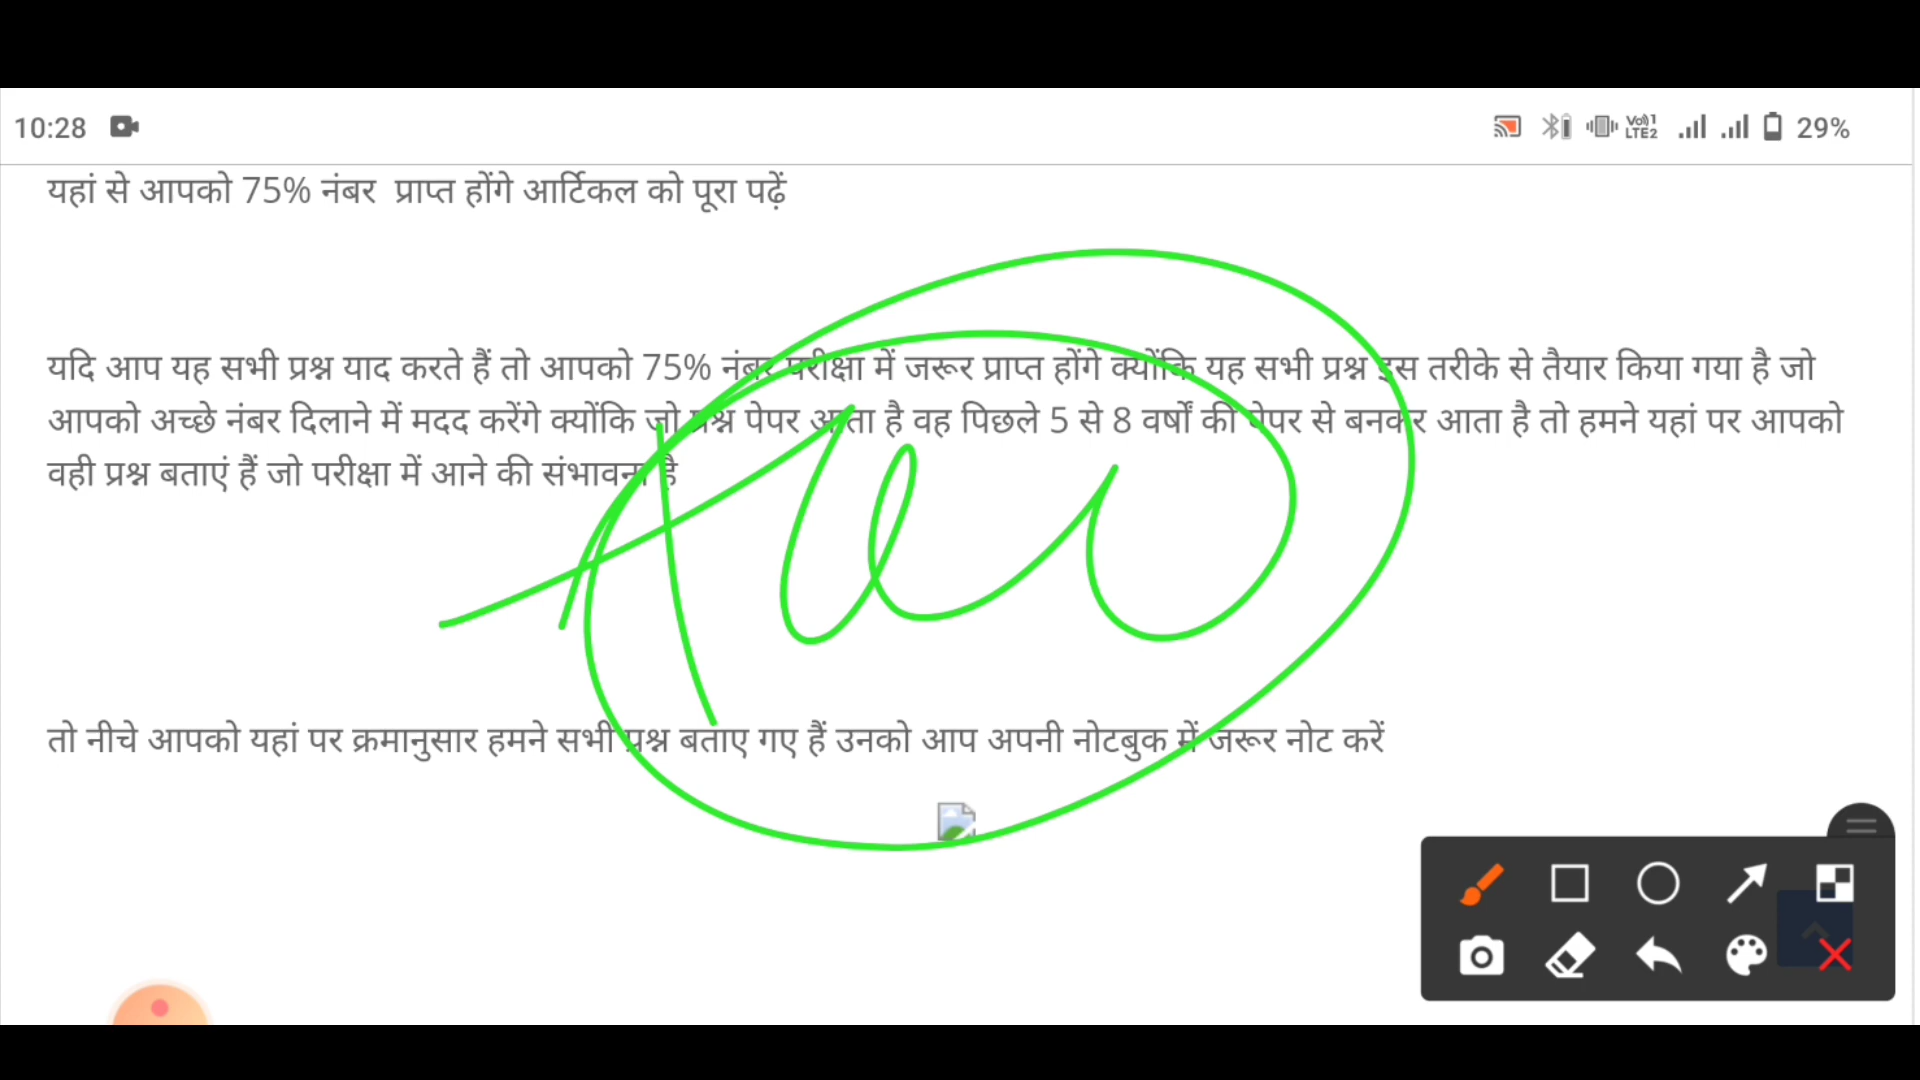 10:28
Vo)) 1 LTE2
29%
यहां से आपको 75% नंबर प्राप्त होंगे आर्टिकल को पूरा पढ़ें
यदि आप यह सभी प्रश्न याद करते हैं तो आपको 75% नंबर परीक्षा में जरूर प्राप्त होंगे क्योंकि यह सभी प्रश्न इस तरीके से तैयार किया गया है जो
आपको अच्छे नंबर दिलाने में मदद करेंगे क्योंकि जो प्रश्न पेपर आता है वह पिछले 5 से 8 वर्षों की पेपर से बनकर आता है तो हमने यहां पर आपको
वही प्रश्न बताएं हैं जो परीक्षा में आने की संभावना है
तो नीचे आपको यहां पर क्रमानुसार हमने सभी प्रश्न बताए गए हैं उनको आप अपनी नोटबुक में जरूर नोट करें